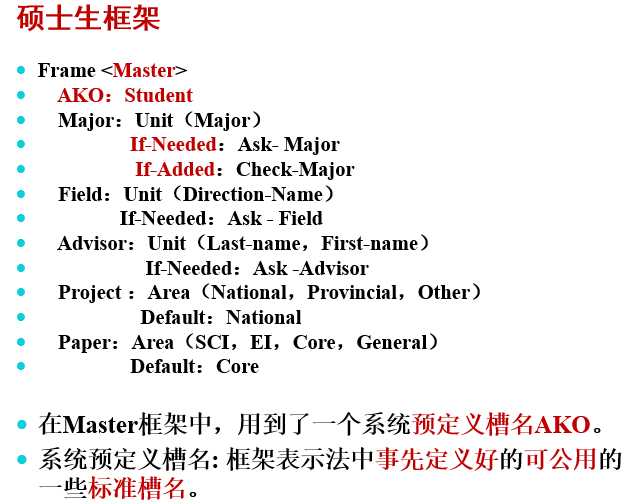 硕士生框架
Frame <Master>
AKO：Student
Major：Unit（Major）
If-Needed：Ask- Major
If-Added：Check-Major
Field：Unit（Direction-Name）
If-Needed：Ask - Field
Advisor：Unit（Last-name，First-name）
If-Needed：Ask -Advisor
Project ：Area（National，Provincial，Other）
Default：National
Paper：Area（SCI，EI，Core，General）
Default：Core
在Master框架中，用到了一个系统预定义槽名AKO。
系统预定义槽名: 框架表示法中事先定义好的可公用的
一些标准槽名。